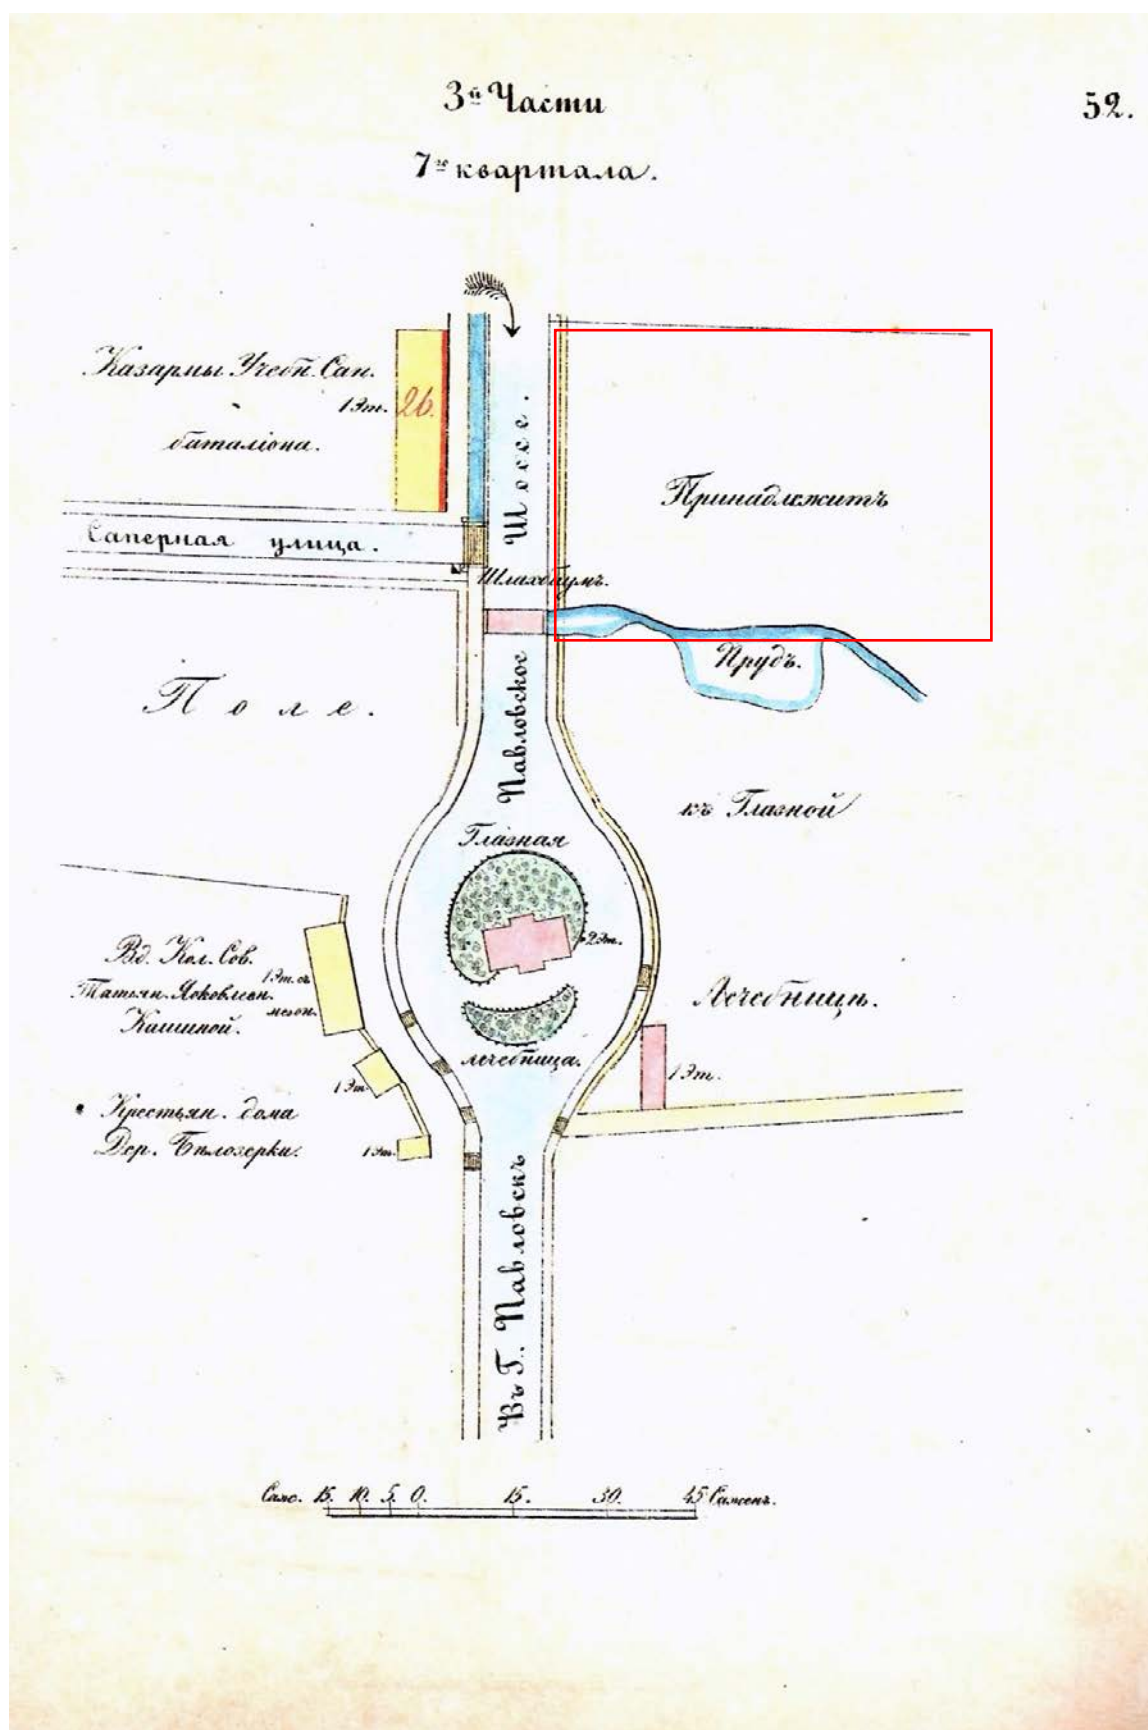 3й Части
52.
7го квартала.
Казармы Учебн. Сап.
1 Эт.
26.
баталіона.
Шоссе.
Принадлежитъ
Саперная улица.
Шлахбаумъ.
Прудъ.
Поле.
Павловское
къ Глазной
Глазная
2 Эт.
Вд. Кол. Сов.
1 Эт. съ
Татьян. Яковлевн.
мезон.
Кашиной.
Лечебницѣ.
лечебница.
1 Эт.
1 Эт.
Крестьян. дома
Дер. Бѣлозерки.
1 Эт.
Въ Г. Павловскъ
Саж. 15. 10. 5. 0. 15. 30. 45 Сажен.